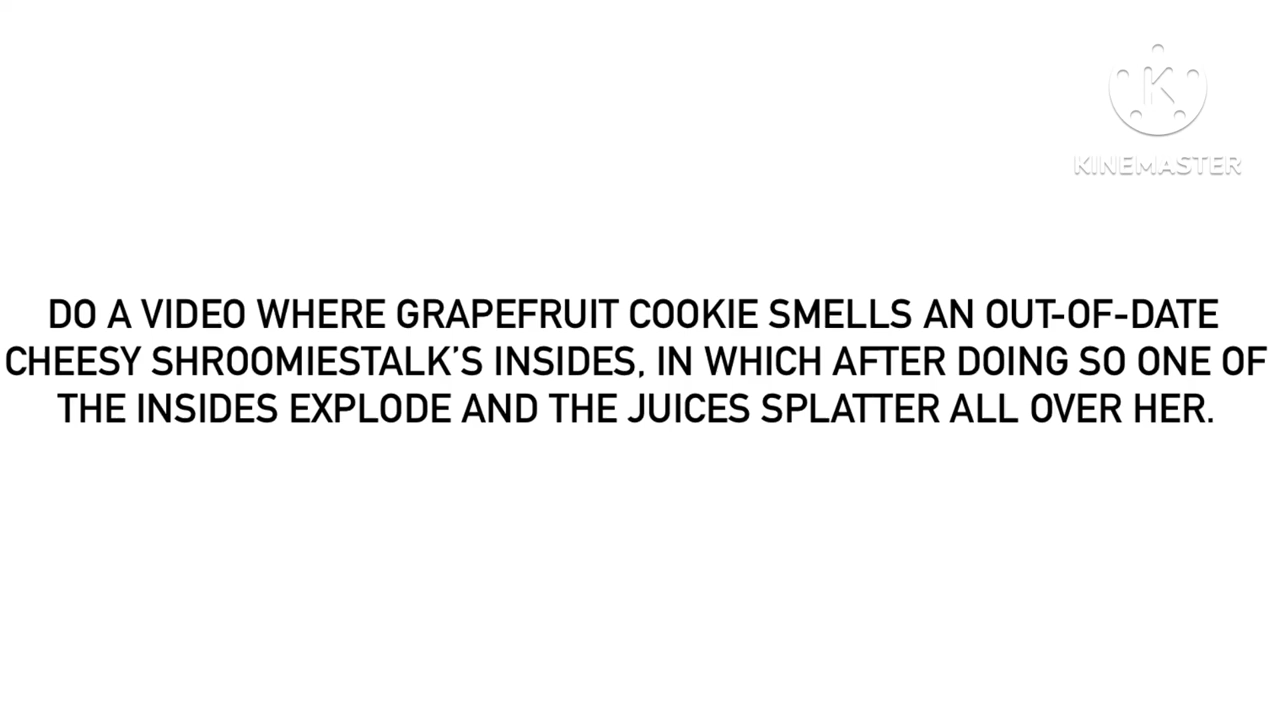 K
KINEMASTER
DO A VIDEO WHERE GRAPEFRUIT COOKIE SMELLS AN OUT-OF-DATE
CHEESY SHROOMIESTALK’S INSIDES, IN WHICH AFTER DOING SO ONE OF
THE INSIDES EXPLODE AND THE JUICES SPLATTER ALL OVER HER.